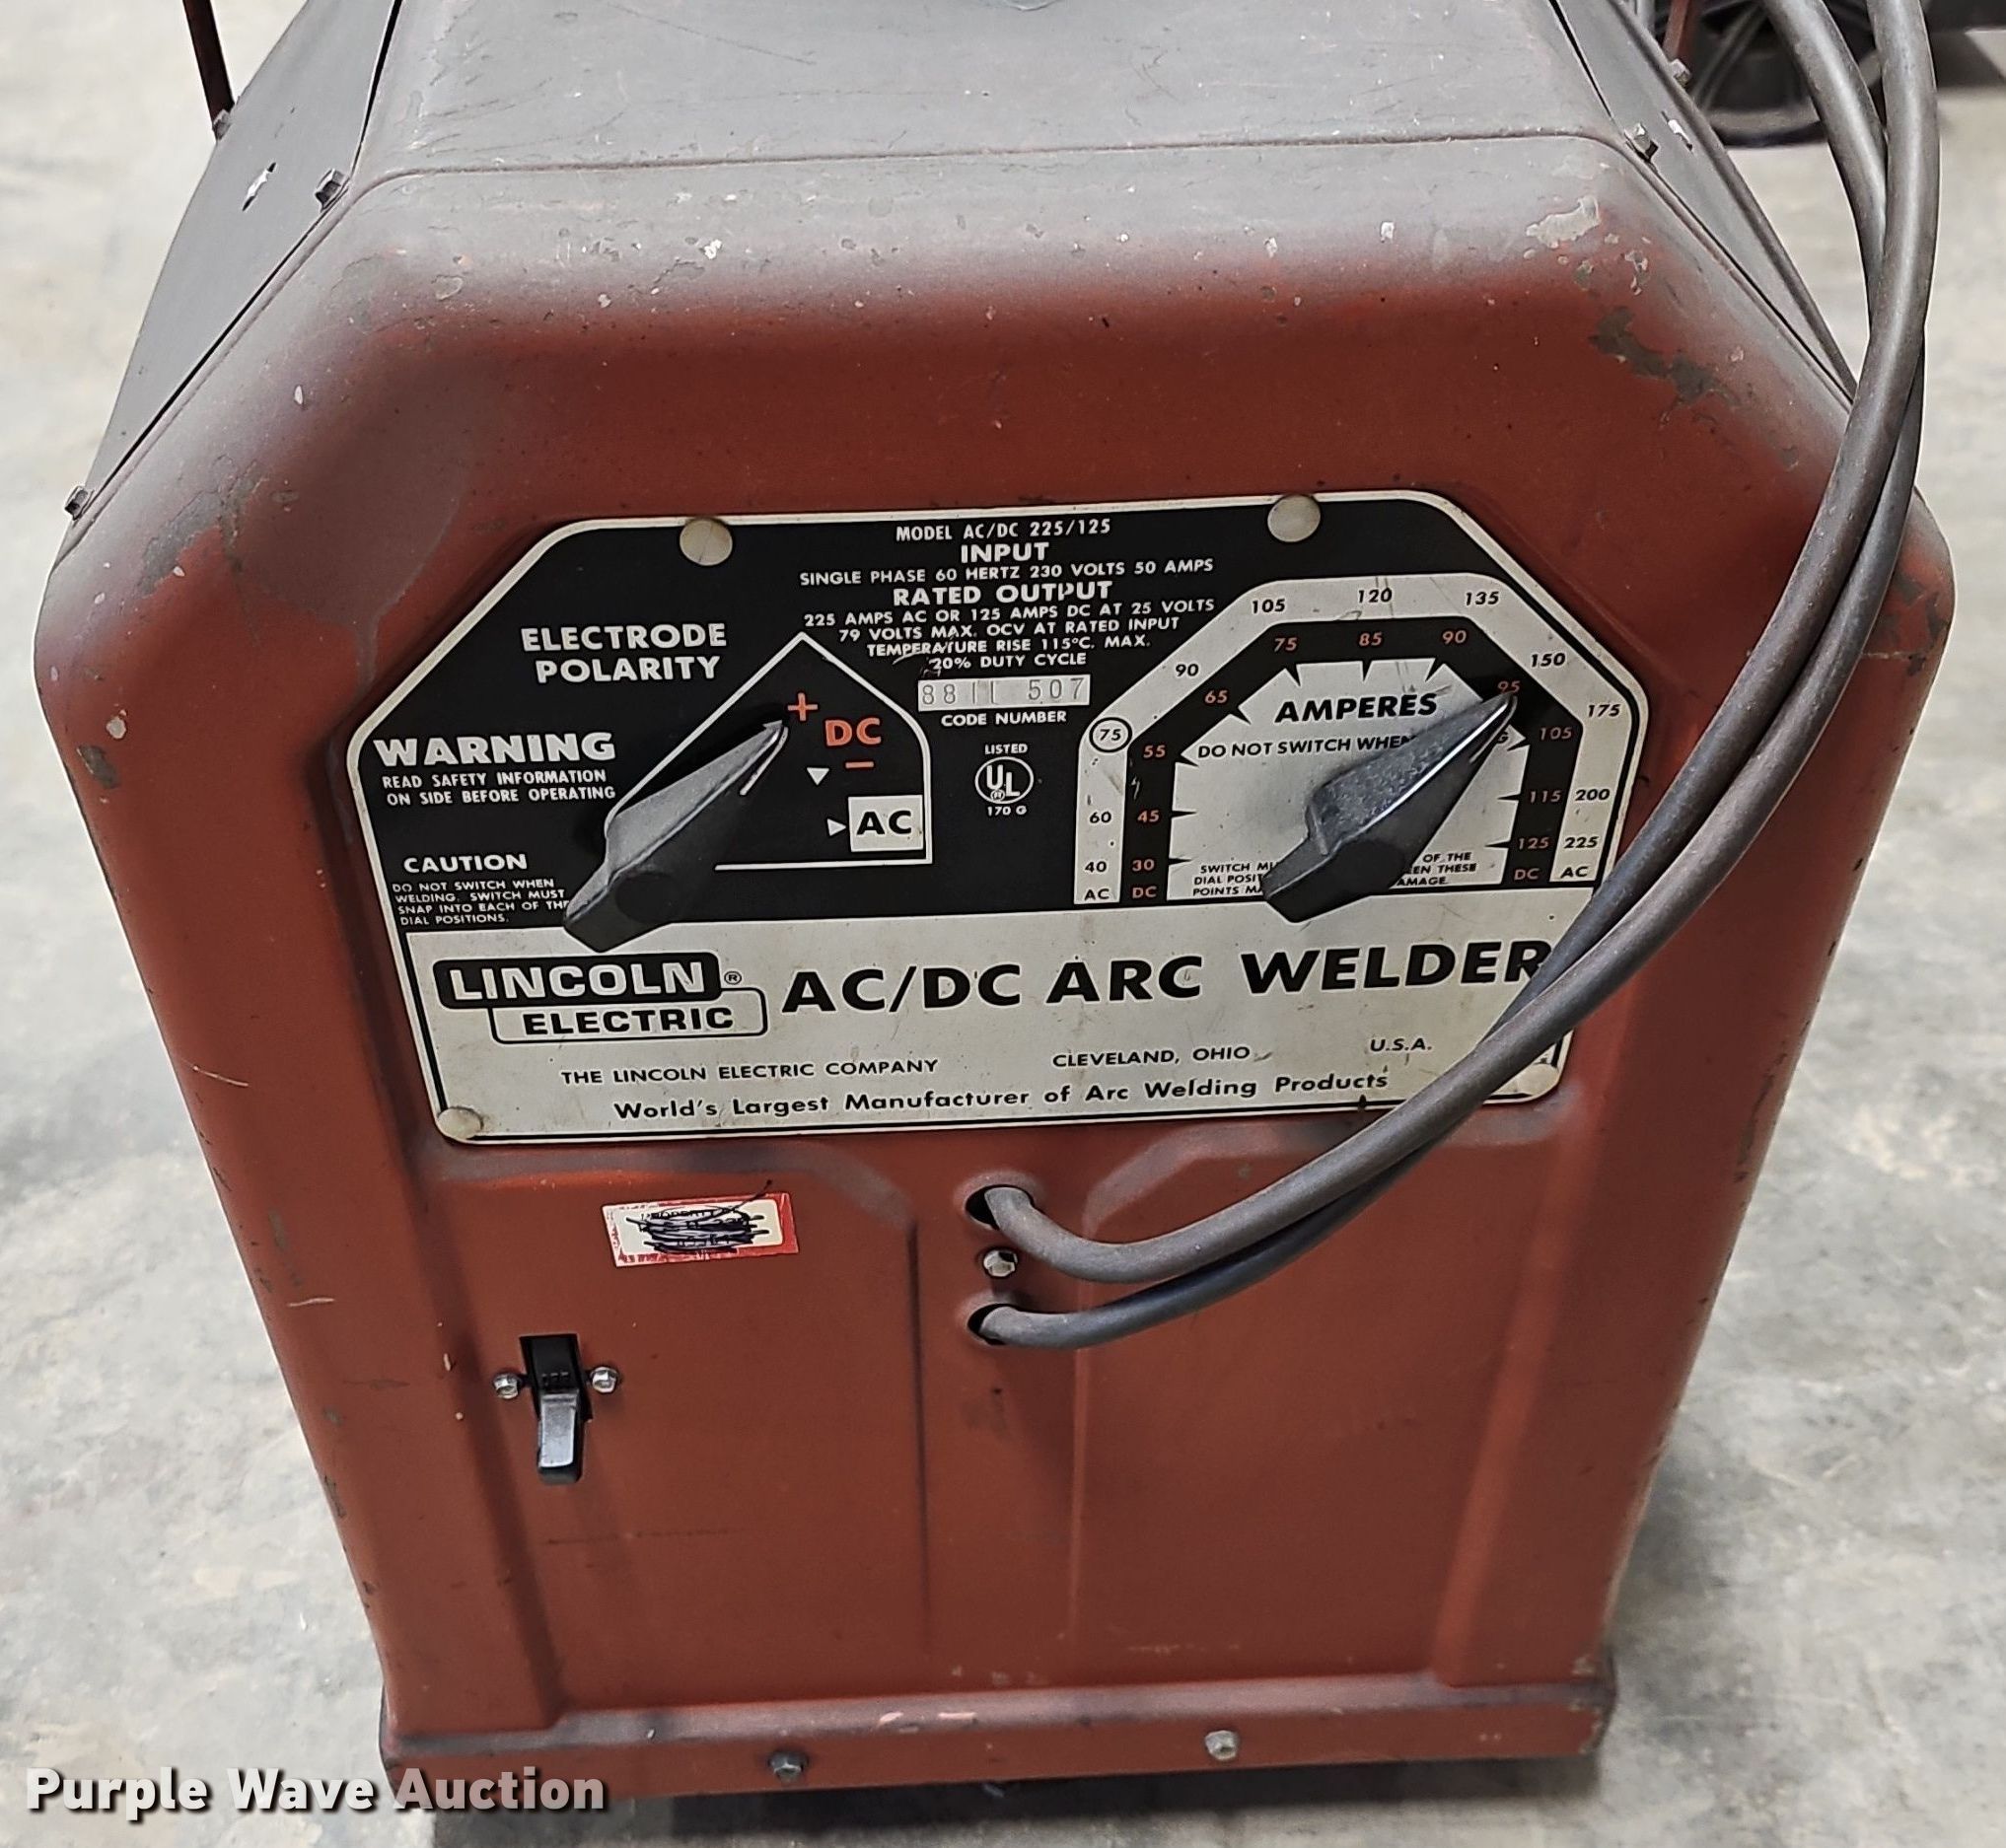 MODEL AC/DC 225/125
INPUT
SINGLE PHASE 60 HERTZ 230 VOLTS 50 AMPS
RATED OUTPUT
225 AMPS AC OR 125 AMPS DC AT 25 VOLTS
79 VOLTS MAX. OCV AT RATED INPUT
TEMPERATURE RISE 115°C. MAX.
20% DUTY CYCLE
8811 507
CODE NUMBER
LISTED
UL
170 G
ELECTRODE
POLARITY
WARNING
READ SAFETY INFORMATION
ON SIDE BEFORE OPERATING
CAUTION
DO NOT SWITCH WHEN
WELDING. SWITCH MUST
SNAP INTO EACH OF THE
DIAL POSITIONS.
+
DC
−
AC
40 60 75 90 105 120 135 150 175 200 225
AC AC
30 45 55 65 75 85 90 95 105 115 125
DC DC
AMPERES
DO NOT SWITCH WHEN
SWITCH OF THE
DIAL THESE
POINTS
LINCOLN®
ELECTRIC
AC/DC ARC WELDER
THE LINCOLN ELECTRIC COMPANY CLEVELAND, OHIO U.S.A.
World's Largest Manufacturer of Arc Welding Products
Purple Wave Auction